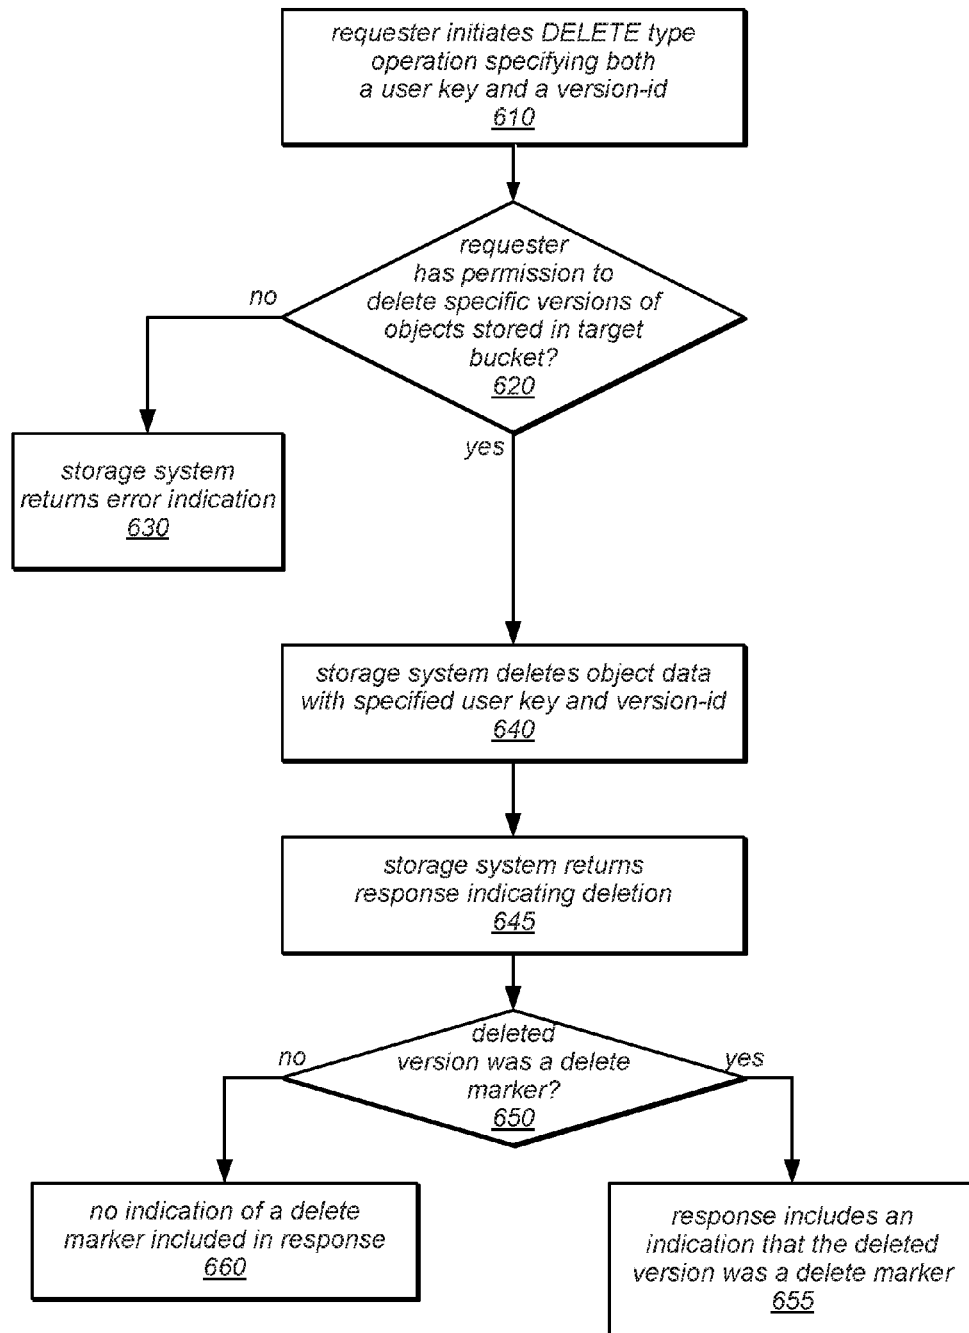 requester initiates DELETE type
operation specifying both
a user key and a version-id
610
requester
has permission to
delete specific versions of
objects stored in target
bucket?
620
no
yes
storage system
returns error indication
630
storage system deletes object data
with specified user key and version-id
640
storage system returns
response indicating deletion
645
deleted
version was a delete
marker?
650
no
yes
no indication of a delete
marker included in response
660
response includes an
indication that the deleted
version was a delete marker
655